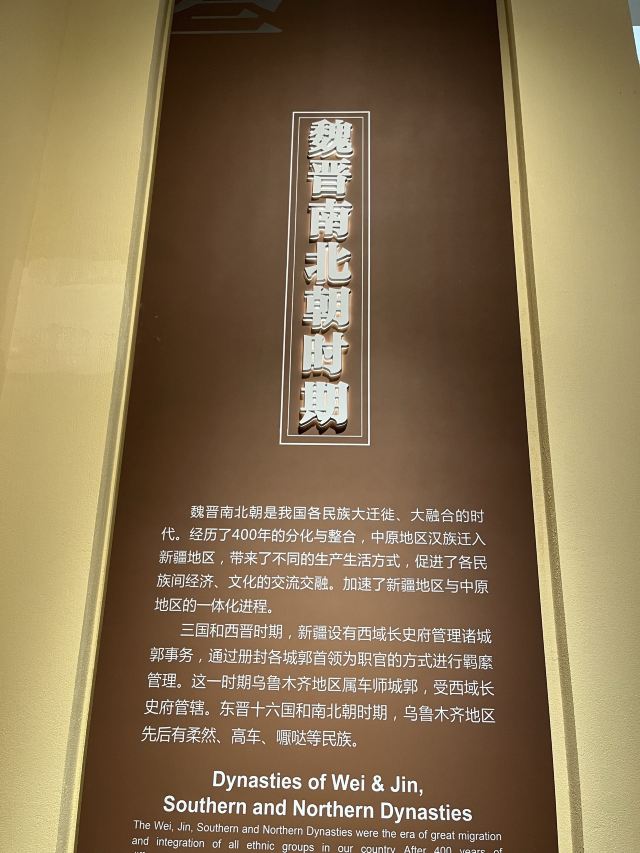 魏晋南北朝时期
魏晋南北朝是我国各民族大迁徙、大融合的时
代。经历了400年的分化与整合，中原地区汉族迁入
新疆地区，带来了不同的生产生活方式，促进了各民
族间经济、文化的交流交融。加速了新疆地区与中原
地区的一体化进程。
三国和西晋时期，新疆设有西域长史府管理诸城
郭事务，通过册封各城郭首领为职官的方式进行羁縻
管理。这一时期乌鲁木齐地区属车师城郭，受西域长
史府管辖。东晋十六国和南北朝时期，乌鲁木齐地区
先后有柔然、高车、嚈哒等民族。
Dynasties of Wei & Jin,
Southern and Northern Dynasties
The Wei, Jin, Southern and Northern Dynasties were the era of great migration
and integration of all ethnic groups in our country. After 400 years of